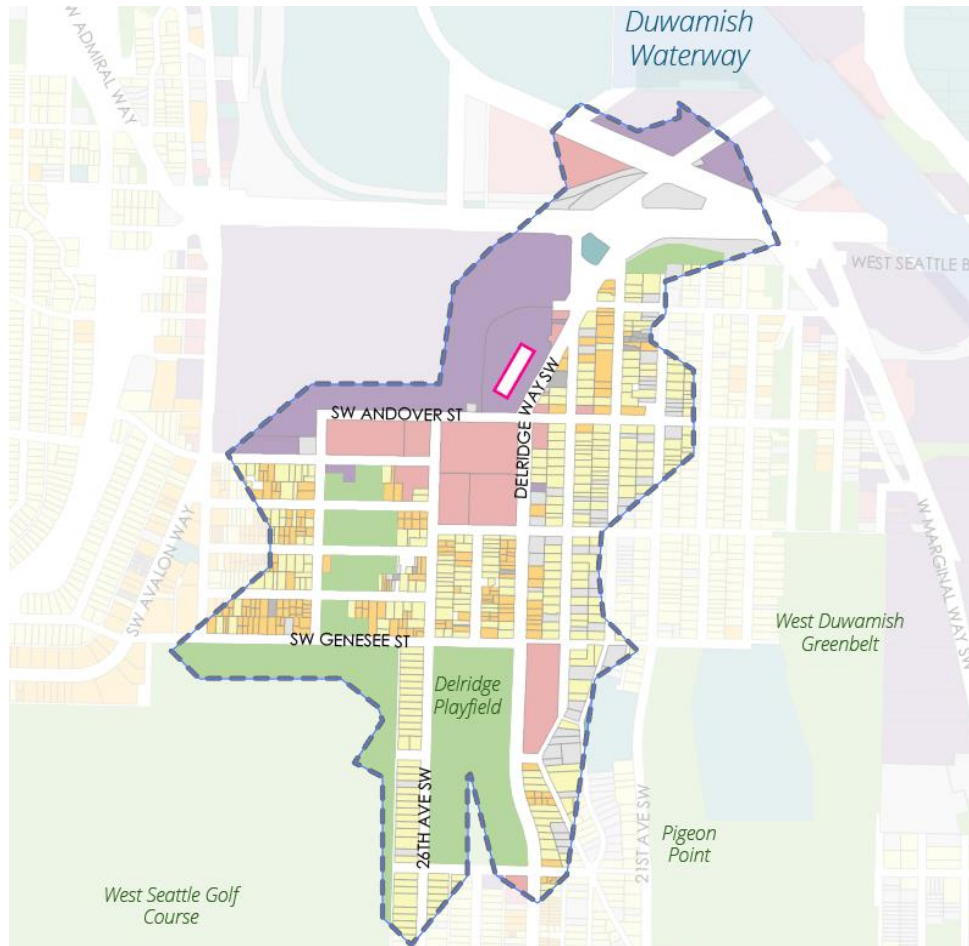 Duwamish
Waterway
SW ADMIRAL WAY
WEST SEATTLE B
SW ANDOVER ST
DELRIDGE WAY SW
SW AVALON WAY
W MARGINAL WAY SW
SW GENESEE ST
West Duwamish
Greenbelt
Delridge
Playfield
26TH AVE SW
21ST AVE SW
Pigeon
Point
West Seattle Golf
Course